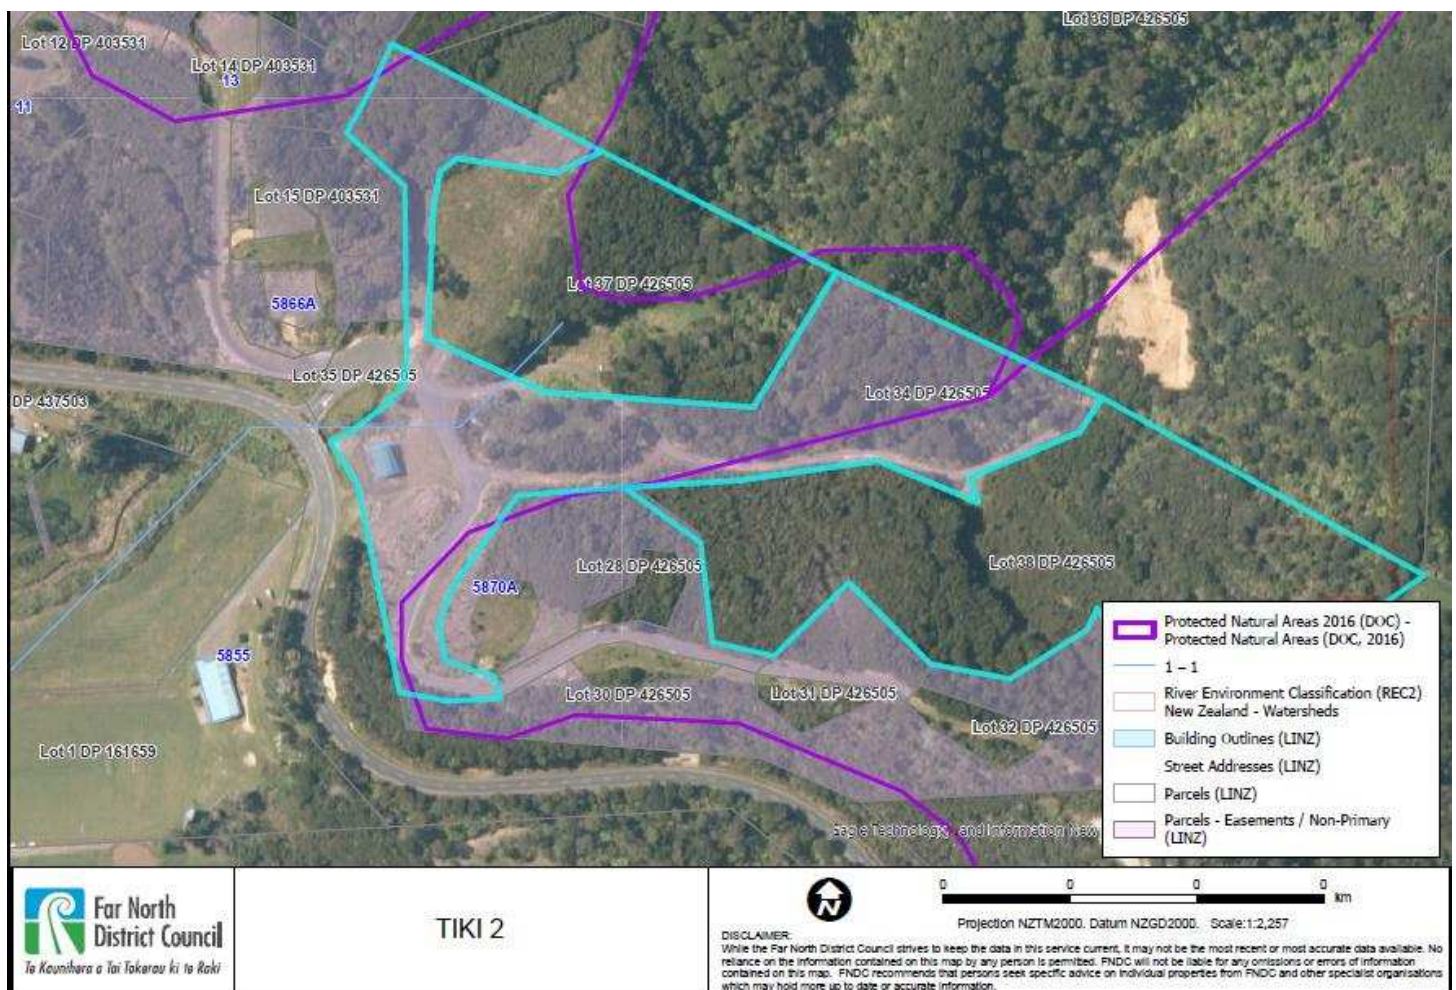 Lot 36 DP 426505
Lot 12 DP 403531
Lot 14 DP 403531
13
11
Lot 15 DP 403531
Lot 37 DP 426505
5866A
Lot 35 DP 426505
Lot 34 DP 426505
DP 437503
Lot 38 DP 426505
Lot 28 DP 426505
5870A
5855
Lot 30 DP 426505
Lot 31 DP 426505
Lot 32 DP 426505
Lot 1 DP 161659
Protected Natural Areas 2016 (DOC) -
Protected Natural Areas (DOC, 2016)
1 – 1
River Environment Classification (REC2)
New Zealand - Watersheds
Building Outlines (LINZ)
Street Addresses (LINZ)
Parcels (LINZ)
Parcels - Easements / Non-Primary
(LINZ)
Eagle Technology, and Information New
Far North
District Council
Te Kaunihera o Tai Tokerau ki te Raki
TIKI 2
N
0 0 0 0 km
Projection NZTM2000. Datum NZGD2000. Scale:1:2,257
DISCLAIMER:
While the Far North District Council strives to keep the data in this service current, it may not be the most recent or most accurate data available. No
reliance on the information contained on this map by any person is permitted. FNDC will not be liable for any omissions or errors of information
contained on this map. FNDC recommends that persons seek specific advice on individual properties from FNDC and other specialist organisations
which may hold more up to date or accurate information.